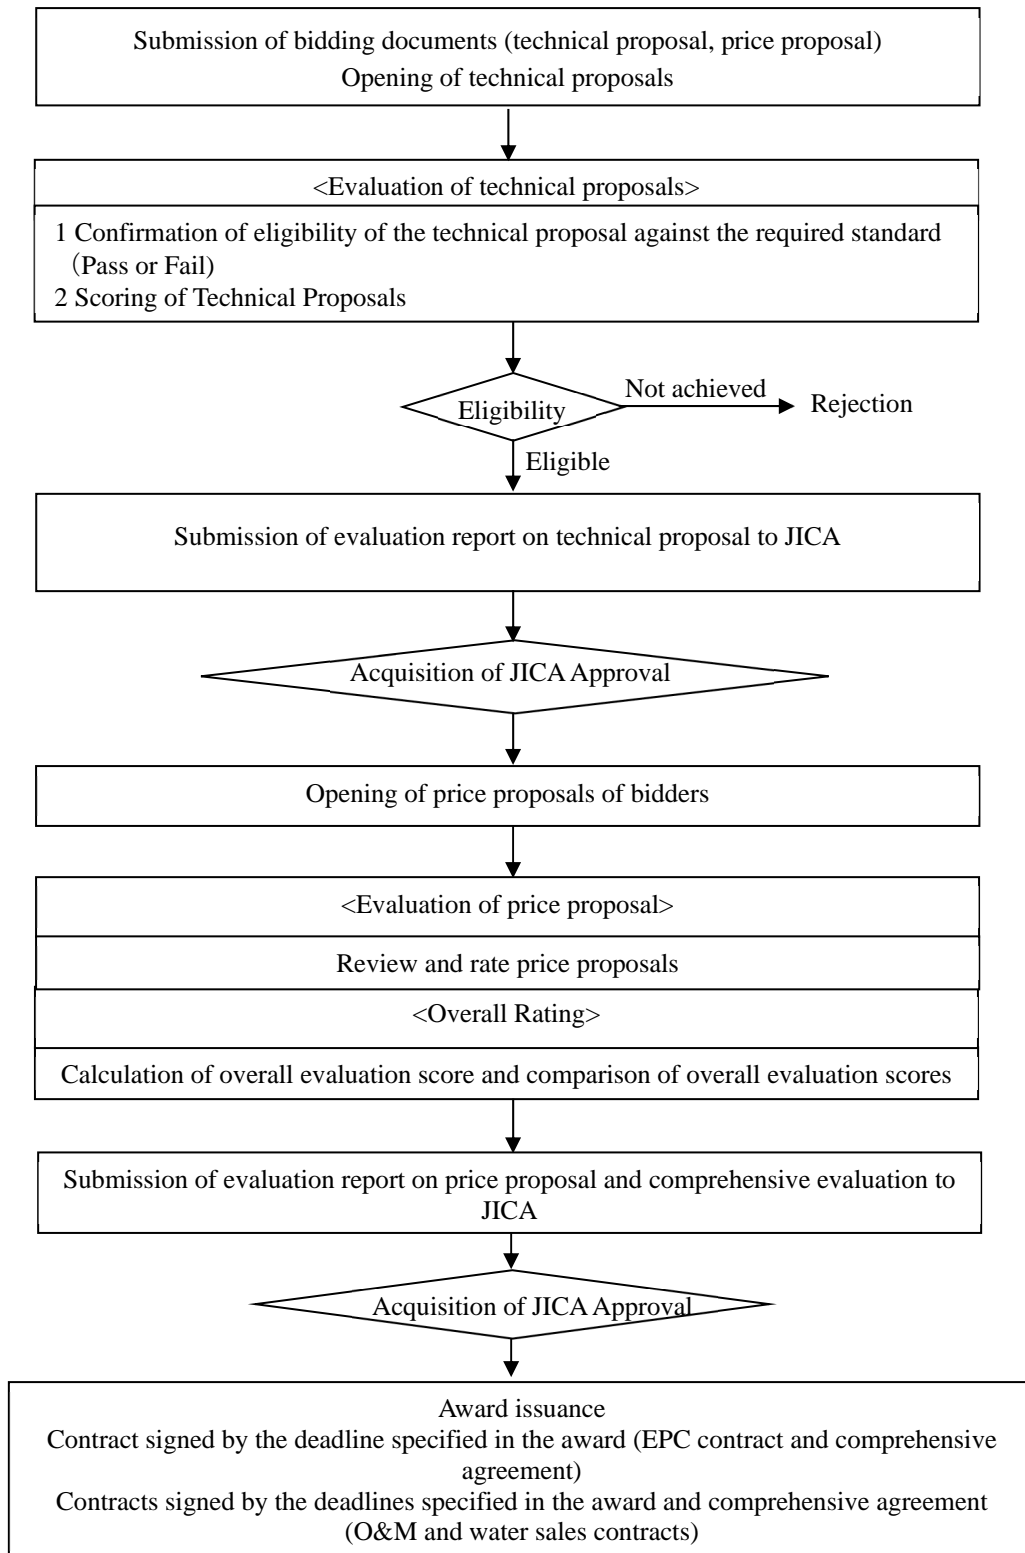 Submission of bidding documents (technical proposal, price proposal)
Opening of technical proposals
<Evaluation of technical proposals>
1 Confirmation of eligibility of the technical proposal against the required standard
（Pass or Fail)
2 Scoring of Technical Proposals
Eligibility
Not achieved
Rejection
Eligible
Submission of evaluation report on technical proposal to JICA
Acquisition of JICA Approval
Opening of price proposals of bidders
<Evaluation of price proposal>
Review and rate price proposals
<Overall Rating>
Calculation of overall evaluation score and comparison of overall evaluation scores
Submission of evaluation report on price proposal and comprehensive evaluation to
JICA
Acquisition of JICA Approval
Award issuance
Contract signed by the deadline specified in the award (EPC contract and comprehensive
agreement)
Contracts signed by the deadlines specified in the award and comprehensive agreement
(O&M and water sales contracts)